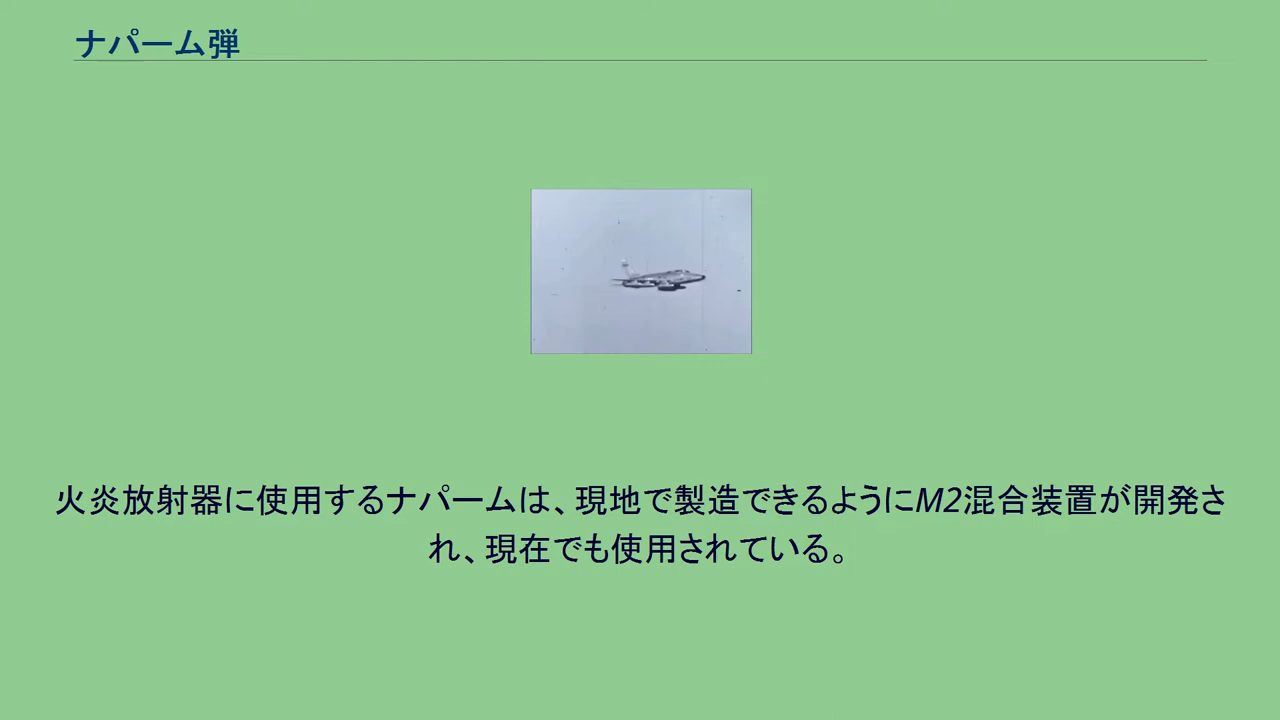 ナパーム弾
火炎放射器に使用するナパームは、現地で製造できるようにM2混合装置が開発さ
れ、現在でも使用されている。